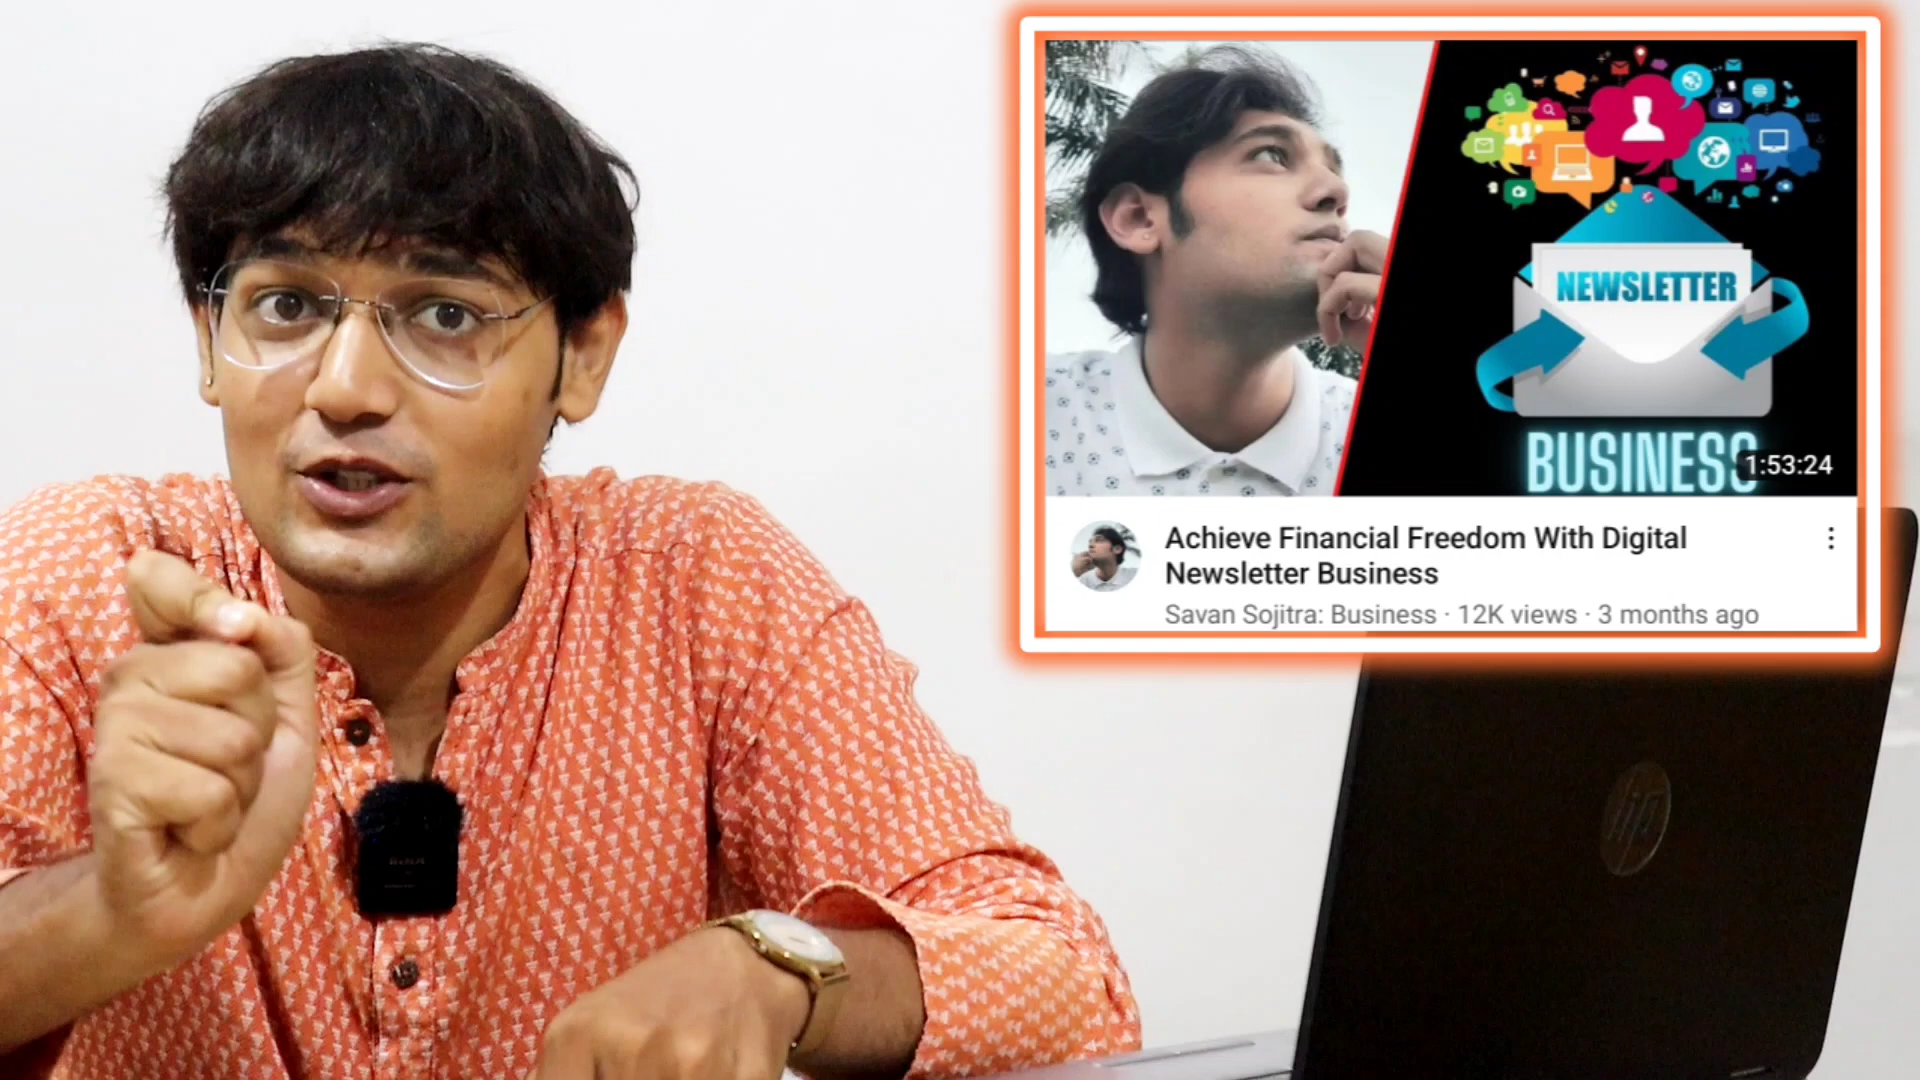 NEWSLETTER
BUSINESS
1:53:24
Achieve Financial Freedom With Digital
Newsletter Business
Savan Sojitra: Business · 12K views · 3 months ago
hp